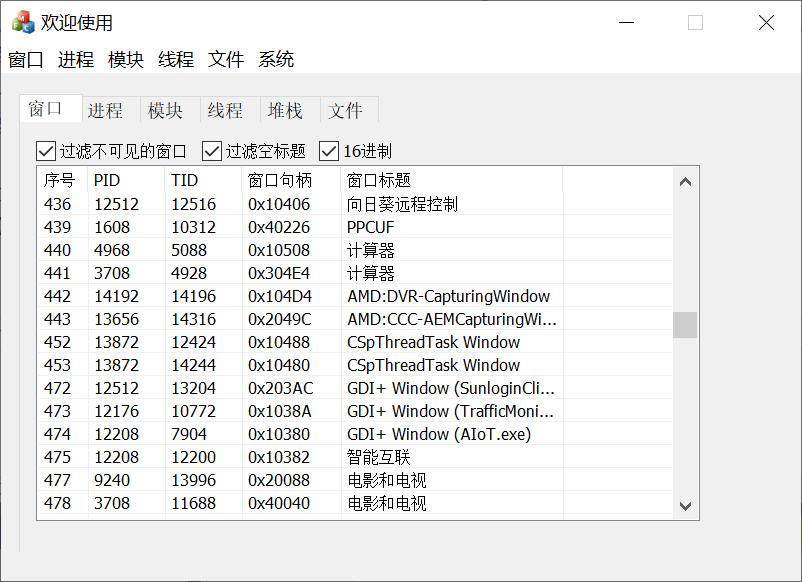 欢迎使用
窗口 进程 模块 线程 文件 系统
窗口 进程 模块 线程 堆栈 文件
过滤不可见的窗口 过滤空标题 16进制
序号 PID TID 窗口句柄 窗口标题
436 12512 12516 0x10406 向日葵远程控制
439 1608 10312 0x40226 PPCUF
440 4968 5088 0x10508 计算器
441 3708 4928 0x304E4 计算器
442 14192 14196 0x104D4 AMD:DVR-CapturingWindow
443 13656 14316 0x2049C AMD:CCC-AEMCapturingWi...
452 13872 12424 0x10488 CSpThreadTask Window
453 13872 14244 0x10480 CSpThreadTask Window
472 12512 13204 0x203AC GDI+ Window (SunloginCli...
473 12176 10772 0x1038A GDI+ Window (TrafficMoni...
474 12208 7904 0x10380 GDI+ Window (AIoT.exe)
475 12208 12200 0x10382 智能互联
477 9240 13996 0x20088 电影和电视
478 3708 11688 0x40040 电影和电视